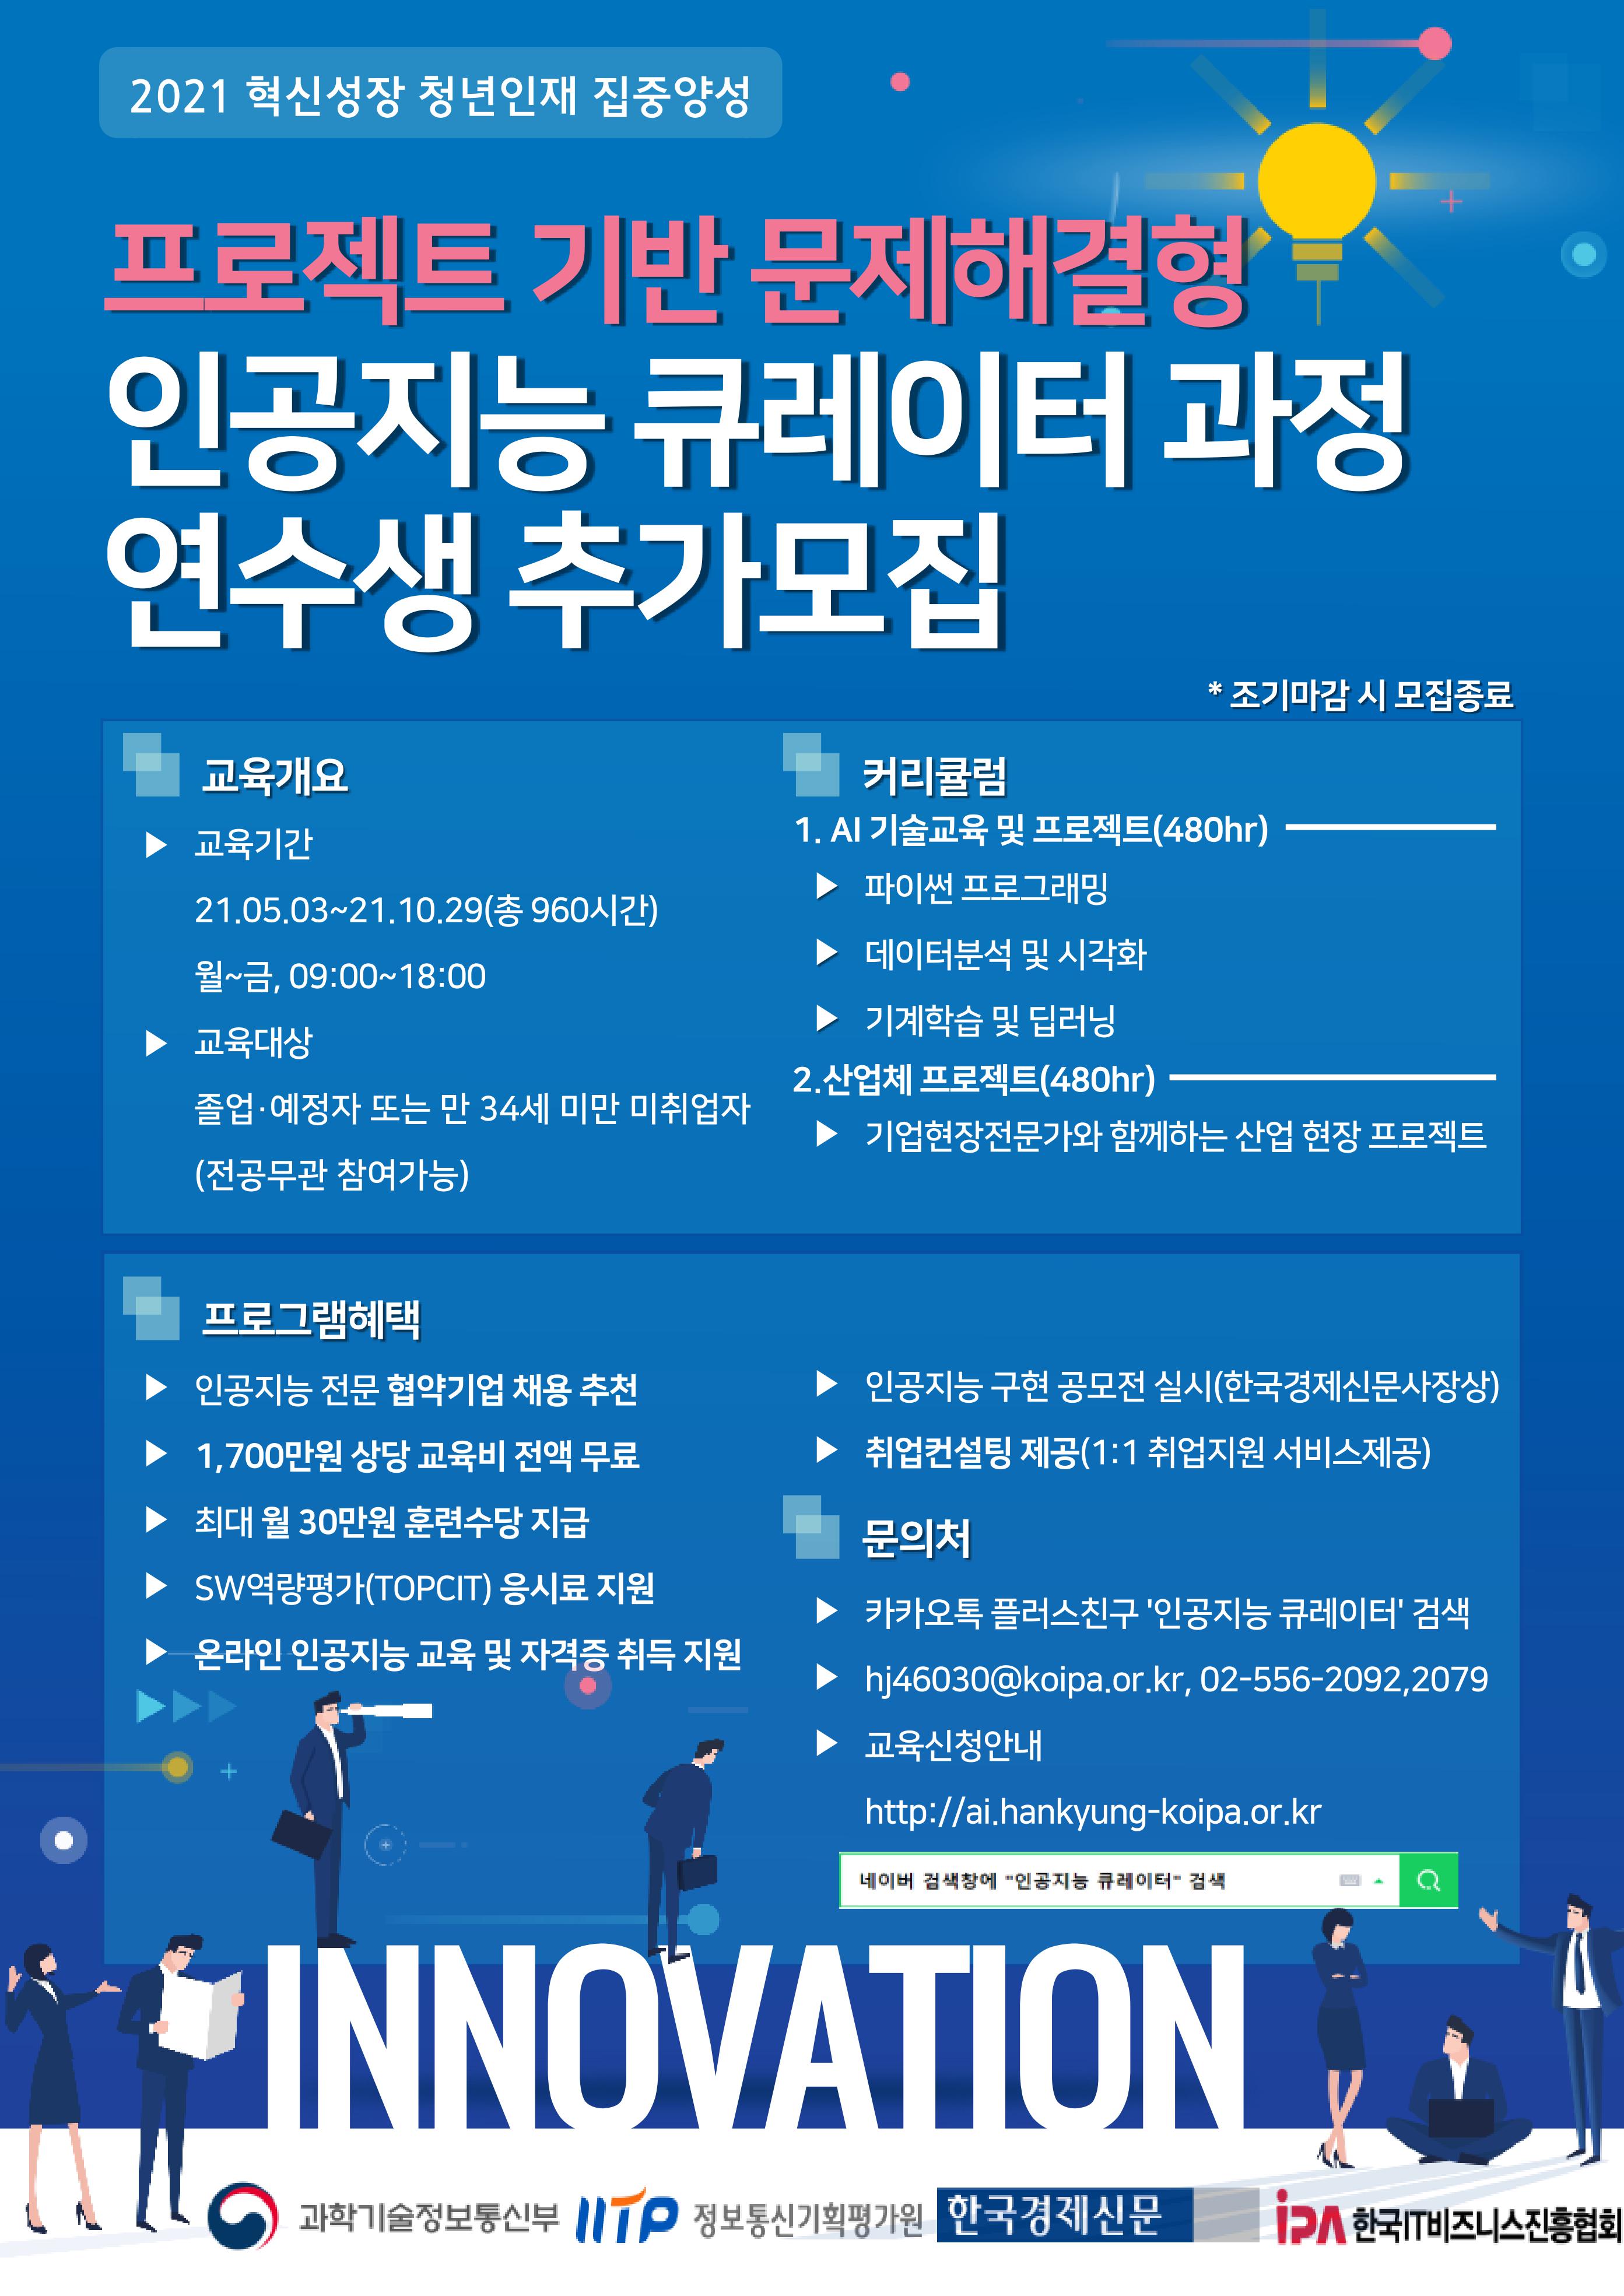 2021 혁신성장 청년인재 집중양성
프로젝트 기반 문제해결형
인공지능 큐레이터 과정
연수생 추가모집
* 조기마감 시 모집종료
교육개요
▶ 교육기간
21.05.03~21.10.29(총 960시간)
월~금, 09:00~18:00
▶ 교육대상
졸업·예정자 또는 만 34세 미만 미취업자
(전공무관 참여가능)
커리큘럼
1. AI 기술교육 및 프로젝트(480hr)
▶ 파이썬 프로그래밍
▶ 데이터분석 및 시각화
▶ 기계학습 및 딥러닝
2.산업체 프로젝트(480hr)
▶ 기업현장전문가와 함께하는 산업 현장 프로젝트
프로그램혜택
▶ 인공지능 전문 협약기업 채용 추천
▶ 1,700만원 상당 교육비 전액 무료
▶ 최대 월 30만원 훈련수당 지급
▶ SW역량평가(TOPCIT) 응시료 지원
▶ 온라인 인공지능 교육 및 자격증 취득 지원
▶ 인공지능 구현 공모전 실시(한국경제신문사장상)
▶ 취업컨설팅 제공(1:1 취업지원 서비스제공)
문의처
▶ 카카오톡 플러스친구 '인공지능 큐레이터' 검색
▶ hj46030@koipa.or.kr, 02-556-2092,2079
▶ 교육신청안내
http://ai.hankyung-koipa.or.kr
네이버 검색창에 "인공지능 큐레이터" 검색
INNOVATION
과학기술정보통신부 IITP 정보통신기획평가원 한국경제신문 iPA 한국IT비즈니스진흥협회